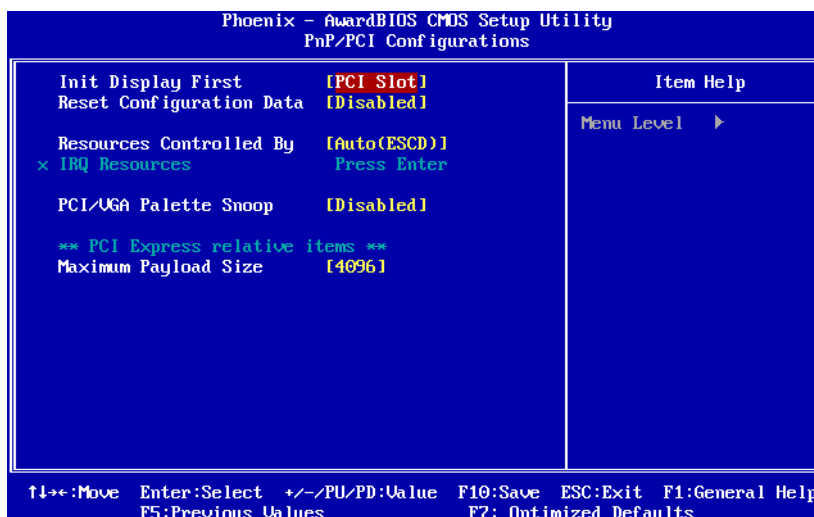 Phoenix - AwardBIOS CMOS Setup Utility
PnP/PCI Configurations
Init Display First [PCI Slot]
Reset Configuration Data [Disabled]
Resources Controlled By [Auto(ESCD)]
x IRQ Resources Press Enter
PCI/VGA Palette Snoop [Disabled]
** PCI Express relative items **
Maximum Payload Size [4096]
Item Help
Menu Level ▶
↑↓→←:Move Enter:Select +/-/PU/PD:Value F10:Save ESC:Exit F1:General Help
F5:Previous Values F7: Optimized Defaults